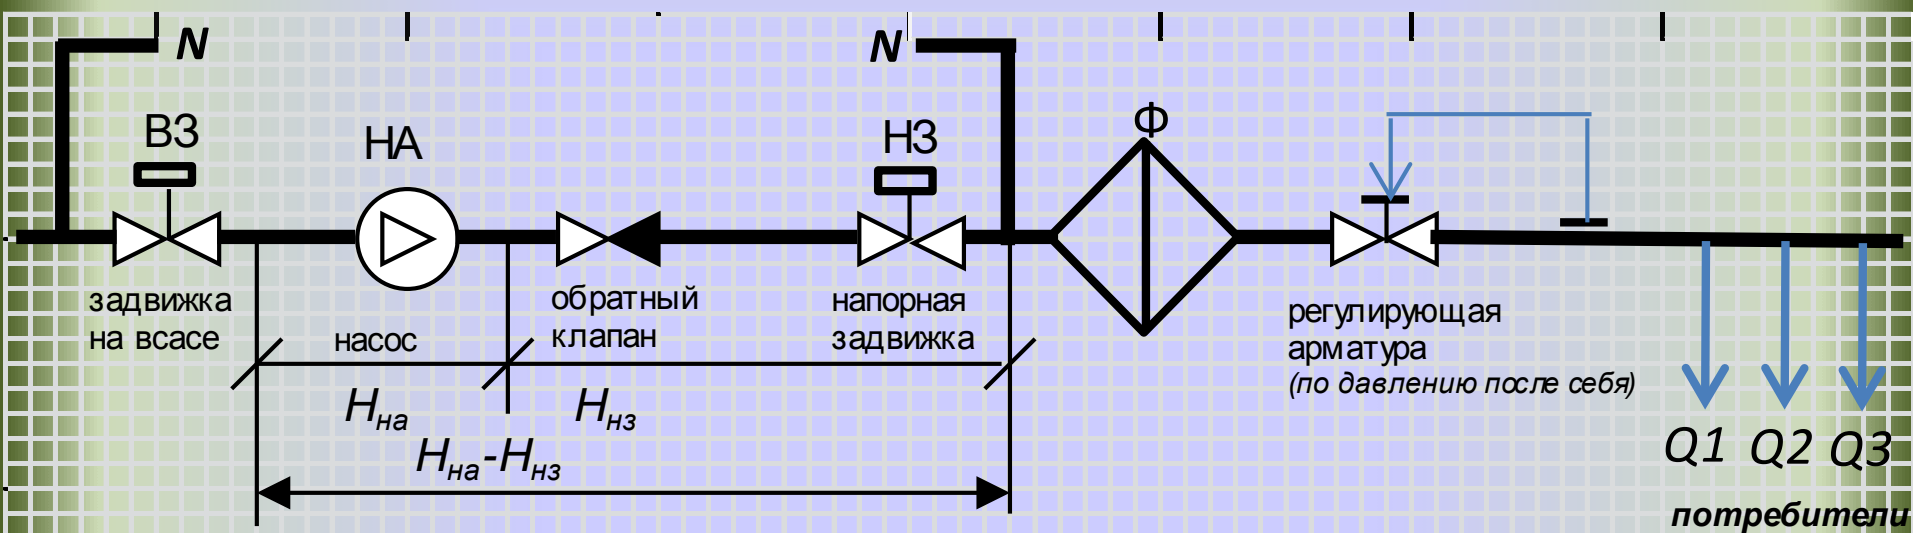 N
N
ВЗ
НА
НЗ
Ф
задвижка
на всасе
насос
обратный
клапан
напорная
задвижка
регулирующая
арматура
(по давлению после себя)
Hна
Hнз
Hна-Hнз
Q1 Q2 Q3
потребители